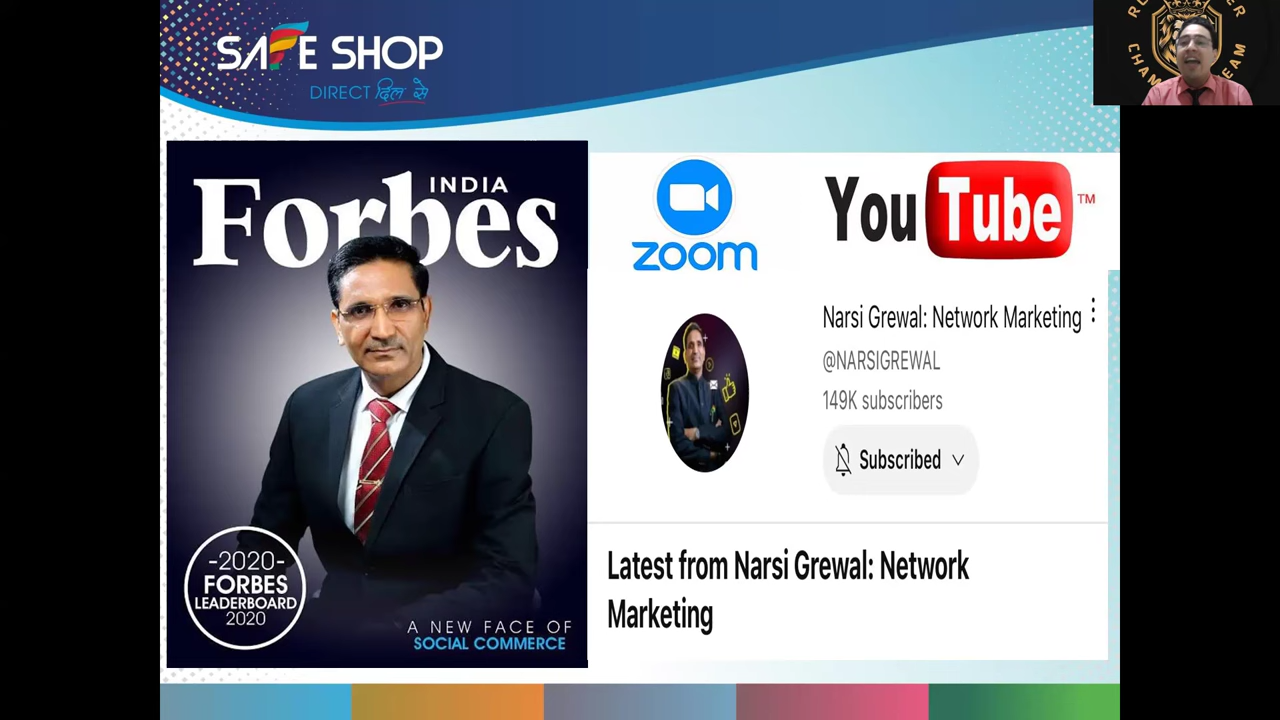 SAFE SHOP
DIRECT दिल से
Forbes
INDIA
-2020-
FORBES
LEADERBOARD
2020
A NEW FACE OF
SOCIAL COMMERCE
zoom
YouTube™
Narsi Grewal: Network Marketing
@NARSIGREWAL
149K subscribers
Subscribed
Latest from Narsi Grewal: Network
Marketing